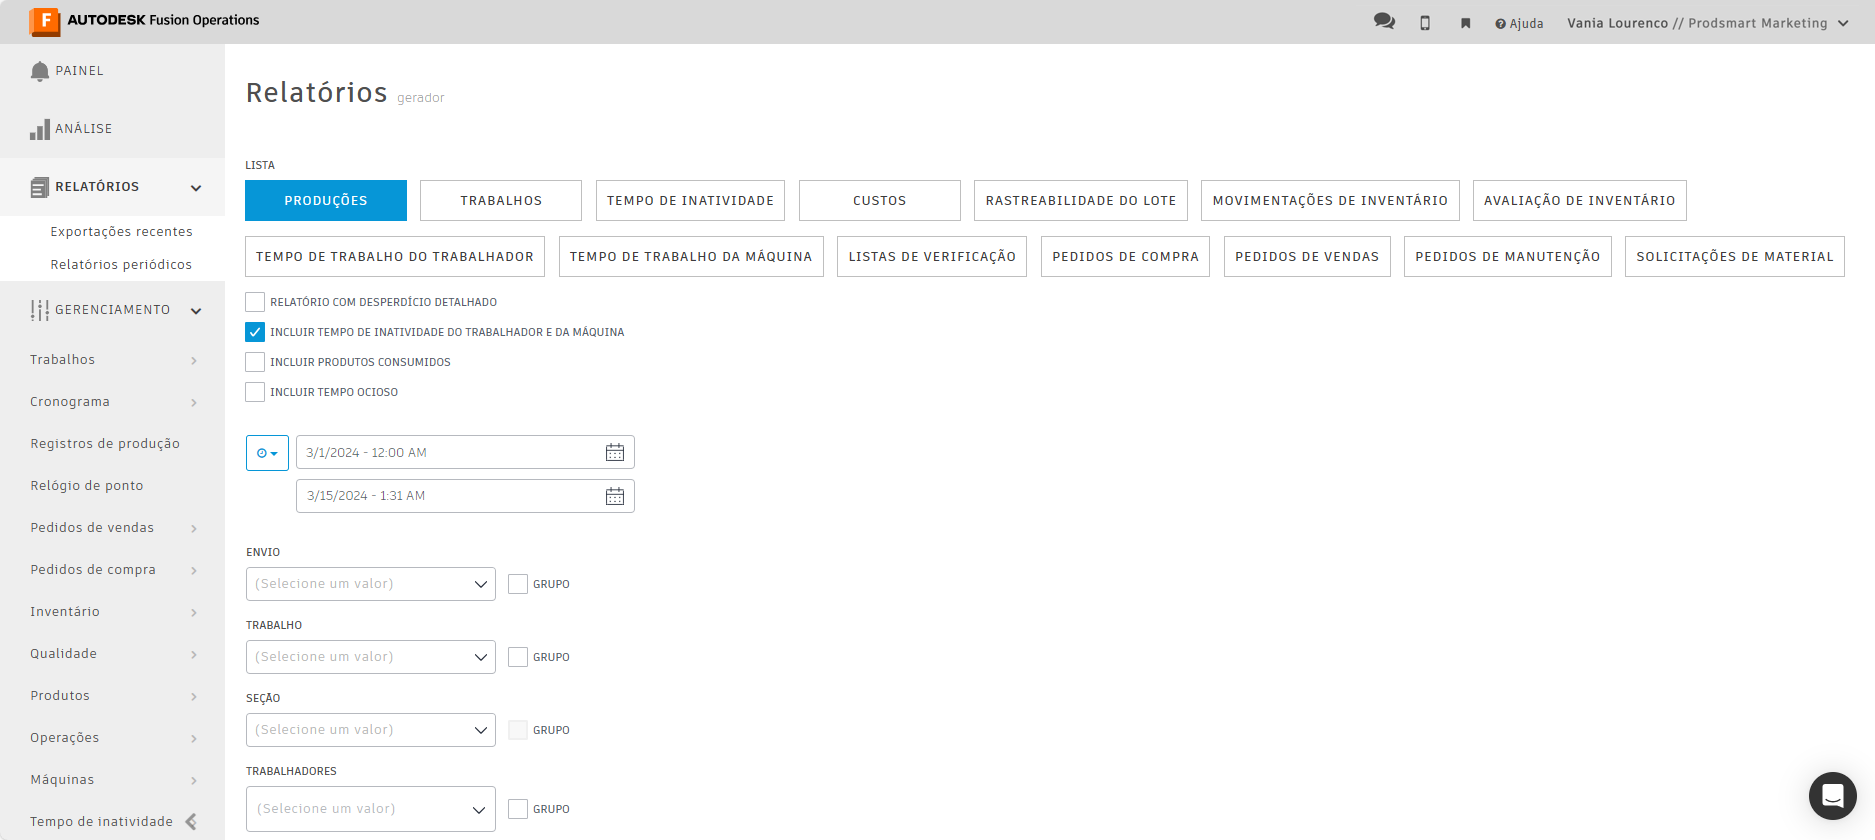 F AUTODESK Fusion Operations
Ajuda
Vania Lourenco // Prodsmart Marketing
PAINEL
ANÁLISE
RELATÓRIOS
Exportações recentes
Relatórios periódicos
GERENCIAMENTO
Trabalhos
Cronograma
Registros de produção
Relógio de ponto
Pedidos de vendas
Pedidos de compra
Inventário
Qualidade
Produtos
Operações
Máquinas
Tempo de inatividade
Relatórios gerador
LISTA
PRODUÇÕES
TRABALHOS
TEMPO DE INATIVIDADE
CUSTOS
RASTREABILIDADE DO LOTE
MOVIMENTAÇÕES DE INVENTÁRIO
AVALIAÇÃO DE INVENTÁRIO
TEMPO DE TRABALHO DO TRABALHADOR
TEMPO DE TRABALHO DA MÁQUINA
LISTAS DE VERIFICAÇÃO
PEDIDOS DE COMPRA
PEDIDOS DE VENDAS
PEDIDOS DE MANUTENÇÃO
SOLICITAÇÕES DE MATERIAL
RELATÓRIO COM DESPERDÍCIO DETALHADO
INCLUIR TEMPO DE INATIVIDADE DO TRABALHADOR E DA MÁQUINA
INCLUIR PRODUTOS CONSUMIDOS
INCLUIR TEMPO OCIOSO
3/1/2024 - 12:00 AM
3/15/2024 - 1:31 AM
ENVIO
(Selecione um valor)
GRUPO
TRABALHO
(Selecione um valor)
GRUPO
SEÇÃO
(Selecione um valor)
GRUPO
TRABALHADORES
(Selecione um valor)
GRUPO